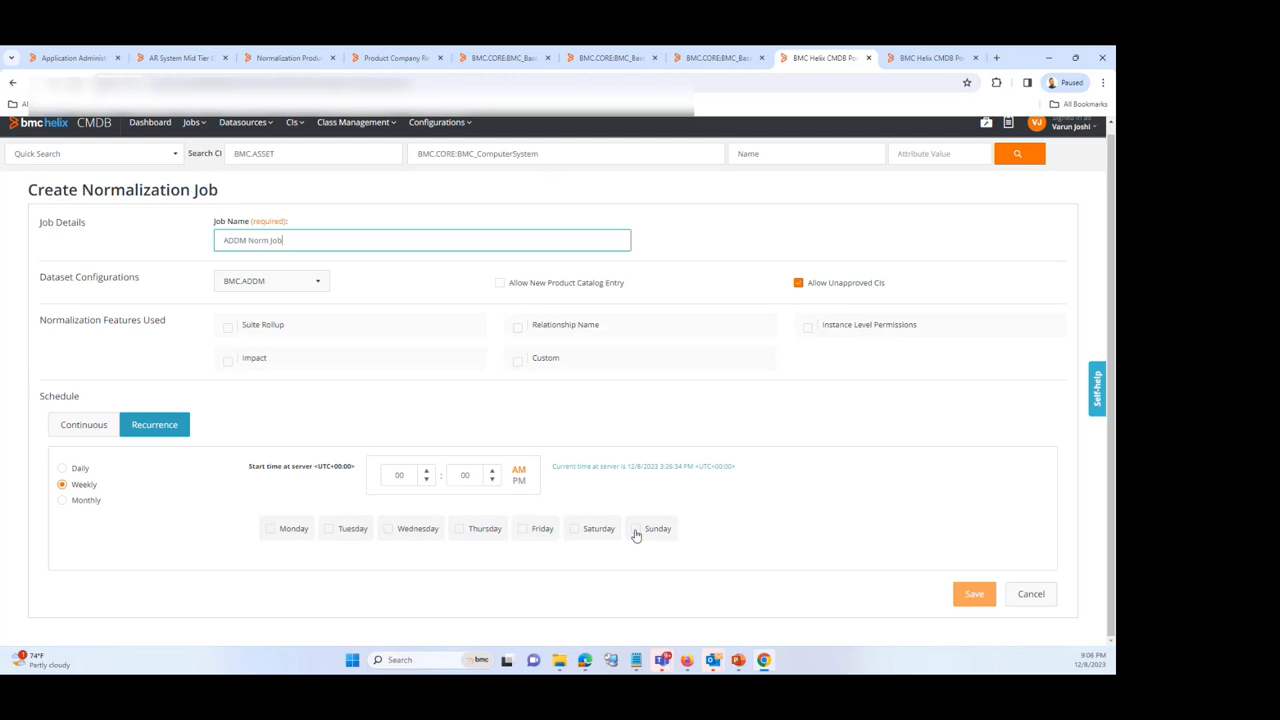 Application Administ
AR System Mid Tier C
Normalization Produ
Product Company Re
BMC.CORE:BMC_Base
BMC.CORE:BMC_Bas
BMC.CORE:BMC_Bas
BMC Helix CMDB Po
BMC Helix CMDB Po
Paused
All Bookmarks
bmchelix CMDB Dashboard Jobs Datasources CIs Class Management Configurations
VJ
Signed in as
Varun Joshi
Quick Search
Search CI
BMC.ASSET
BMC.CORE:BMC_ComputerSystem
Name
Attribute Value
Create Normalization Job
Job Details
Job Name (required):
ADDM Norm Job
Dataset Configurations
BMC.ADDM
Allow New Product Catalog Entry
Allow Unapproved CIs
Normalization Features Used
Suite Rollup
Relationship Name
Instance Level Permissions
Impact
Custom
Self-help
Schedule
Continuous
Recurrence
Daily
Weekly
Monthly
Start time at server <UTC+00:00>
00 : 00
AM
PM
Current time at server is 12/8/2023 3:26:34 PM <UTC+00:00>
Monday Tuesday Wednesday Thursday Friday Saturday Sunday
Save
Cancel
1
74°F
Partly cloudy
Search
bmc
9+
9:06 PM
12/8/2023